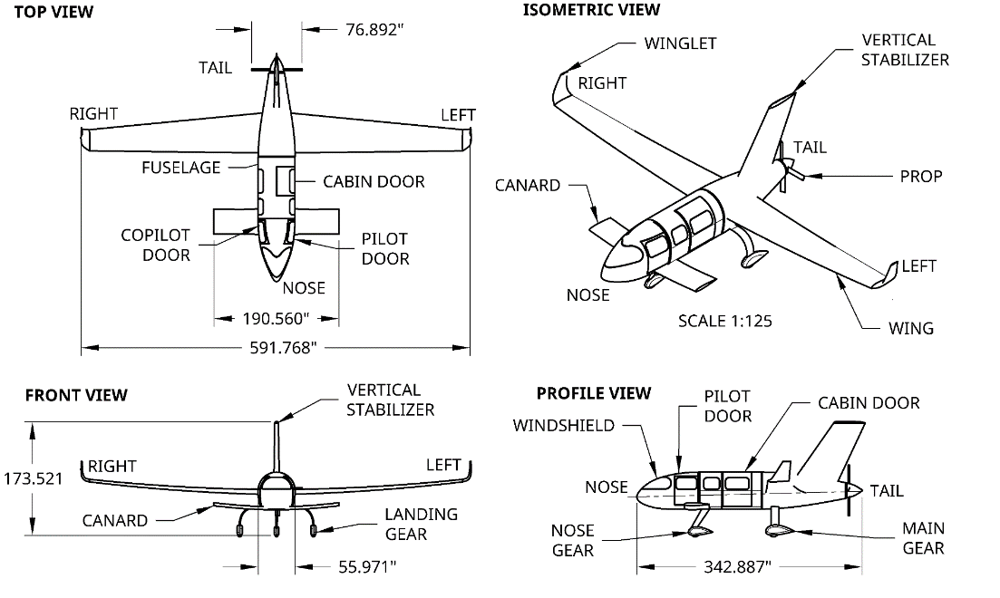 TOP VIEW
76.892"
TAIL
RIGHT
LEFT
FUSELAGE
CABIN DOOR
COPILOT
DOOR
PILOT
DOOR
NOSE
190.560"
591.768"
ISOMETRIC VIEW
WINGLET
VERTICAL
STABILIZER
RIGHT
TAIL
PROP
CANARD
LEFT
NOSE
SCALE 1:125
WING
FRONT VIEW
VERTICAL
STABILIZER
RIGHT
LEFT
173.521
CANARD
LANDING
GEAR
55.971"
PROFILE VIEW
PILOT
DOOR
CABIN DOOR
WINDSHIELD
NOSE
TAIL
NOSE
GEAR
MAIN
GEAR
342.887"